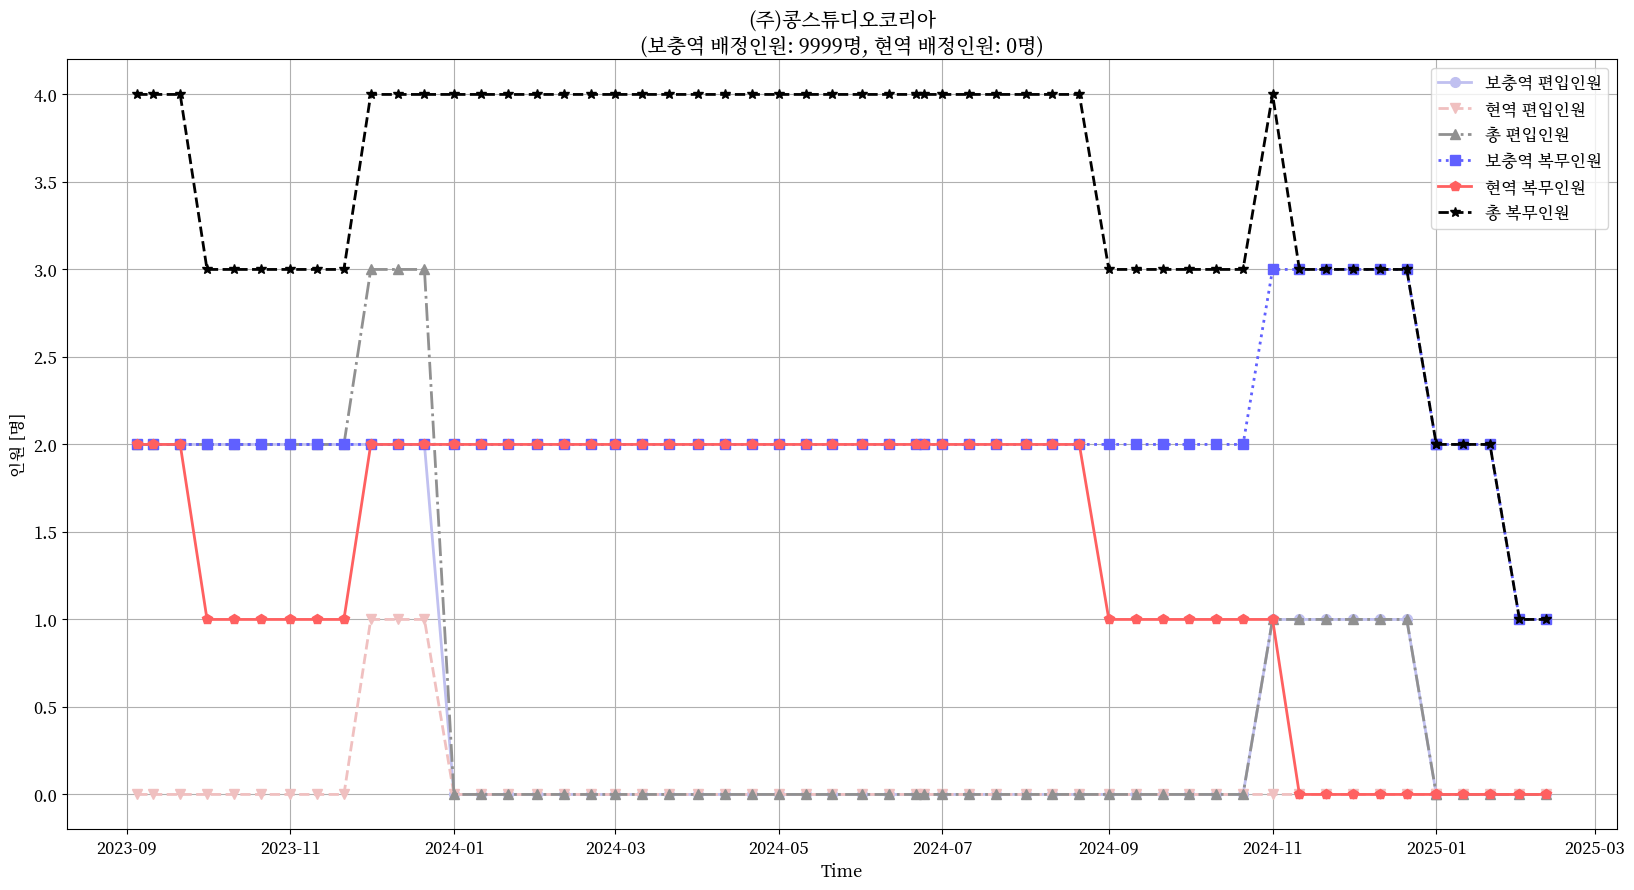 (주)콩스튜디오코리아
(보충역 배정인원: 9999명, 현역 배정인원: 0명)
보충역 편입인원
현역 편입인원
총 편입인원
보충역 복무인원
현역 복무인원
총 복무인원
인원 [명]
4.0
3.5
3.0
2.5
2.0
1.5
1.0
0.5
0.0
2023-09 2023-11 2024-01 2024-03 2024-05 2024-07 2024-09 2024-11 2025-01 2025-03
Time